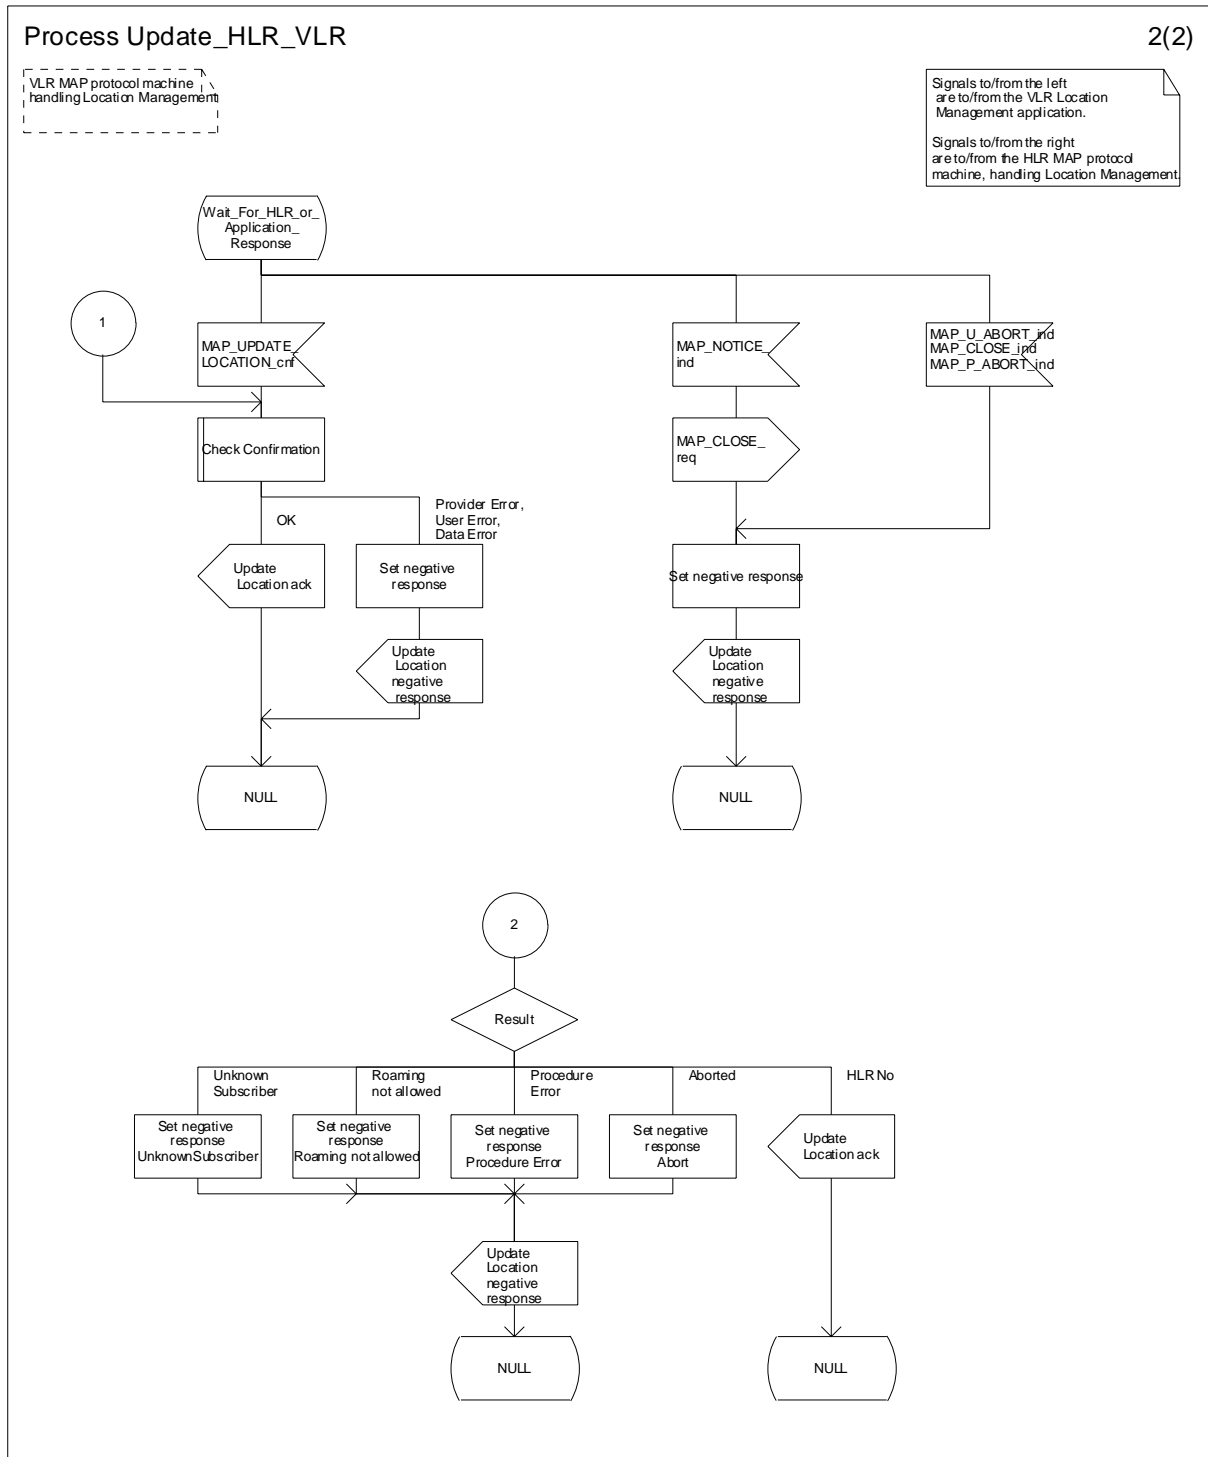 Process Update_HLR_VLR
2(2)
VLR MAP protocol machine
handling Location Management
Signals to/from the left
are to/from the VLR Location
Management application.
Signals to/from the right
are to/from the HLR MAP protocol
machine, handling Location Management.
Wait_For_HLR_or_
Application_
Response
1
MAP_UPDATE_
LOCATION_cnf
MAP_NOTICE_
ind
MAP_U_ABORT_ind
MAP_CLOSE_ind
MAP_P_ABORT_ind
Check Confirmation
MAP_CLOSE_
req
OK
Provider Error,
User Error,
Data Error
Update
Location ack
Set negative
response
Set negative response
Update
Location
negative
response
Update
Location
negative
response
NULL
NULL
2
Result
Unknown
Subscriber
Roaming
not allowed
Procedure
Error
Aborted
HLR No
Set negative
response
UnknownSubscriber
Set negative
response
Roaming not allowed
Set negative
response
Procedure Error
Set negative
response
Abort
Update
Location ack
Update
Location
negative
response
NULL
NULL